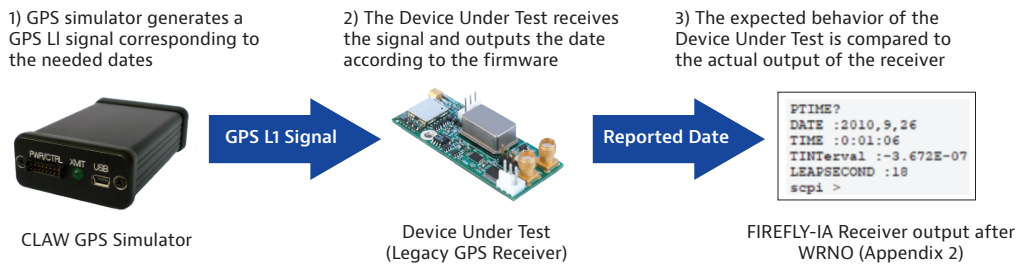 1) GPS simulator generates a
GPS Ll signal corresponding to
the needed dates
2) The Device Under Test receives
the signal and outputs the date
according to the firmware
3) The expected behavior of the
Device Under Test is compared to
the actual output of the receiver
PWR/CTRL XMIT USB
GPS L1 Signal
Reported Date
PTIME?
DATE :2010,9,26
TIME :0:01:06
TINTerval :-3.672E-07
LEAPSECOND :18
scpi >
CLAW GPS Simulator
Device Under Test
(Legacy GPS Receiver)
FIREFLY-IA Receiver output after
WRNO (Appendix 2)